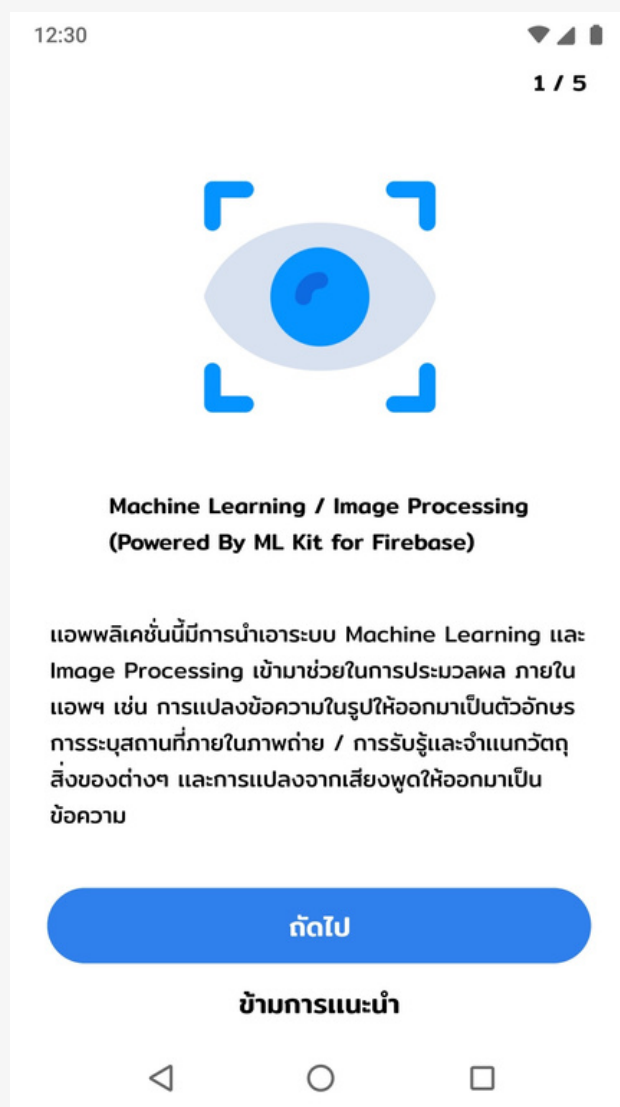 12:30
1 / 5
Machine Learning / Image Processing
(Powered By ML Kit for Firebase)
แอพพลิเคชั่นนี้มีการนำเอาระบบ Machine Learning และ
Image Processing เข้ามาช่วยในการประมวลผล ภายใน
แอพฯ เช่น การแปลงข้อความในรูปให้ออกมาเป็นตัวอักษร
การระบุสถานที่ภายในภาพถ่าย / การรับรู้และจำแนกวัตถุ
สิ่งของต่างๆ และการแปลงจากเสียงพูดให้ออกมาเป็น
ข้อความ
ถัดไป
ข้ามการแนะนำ